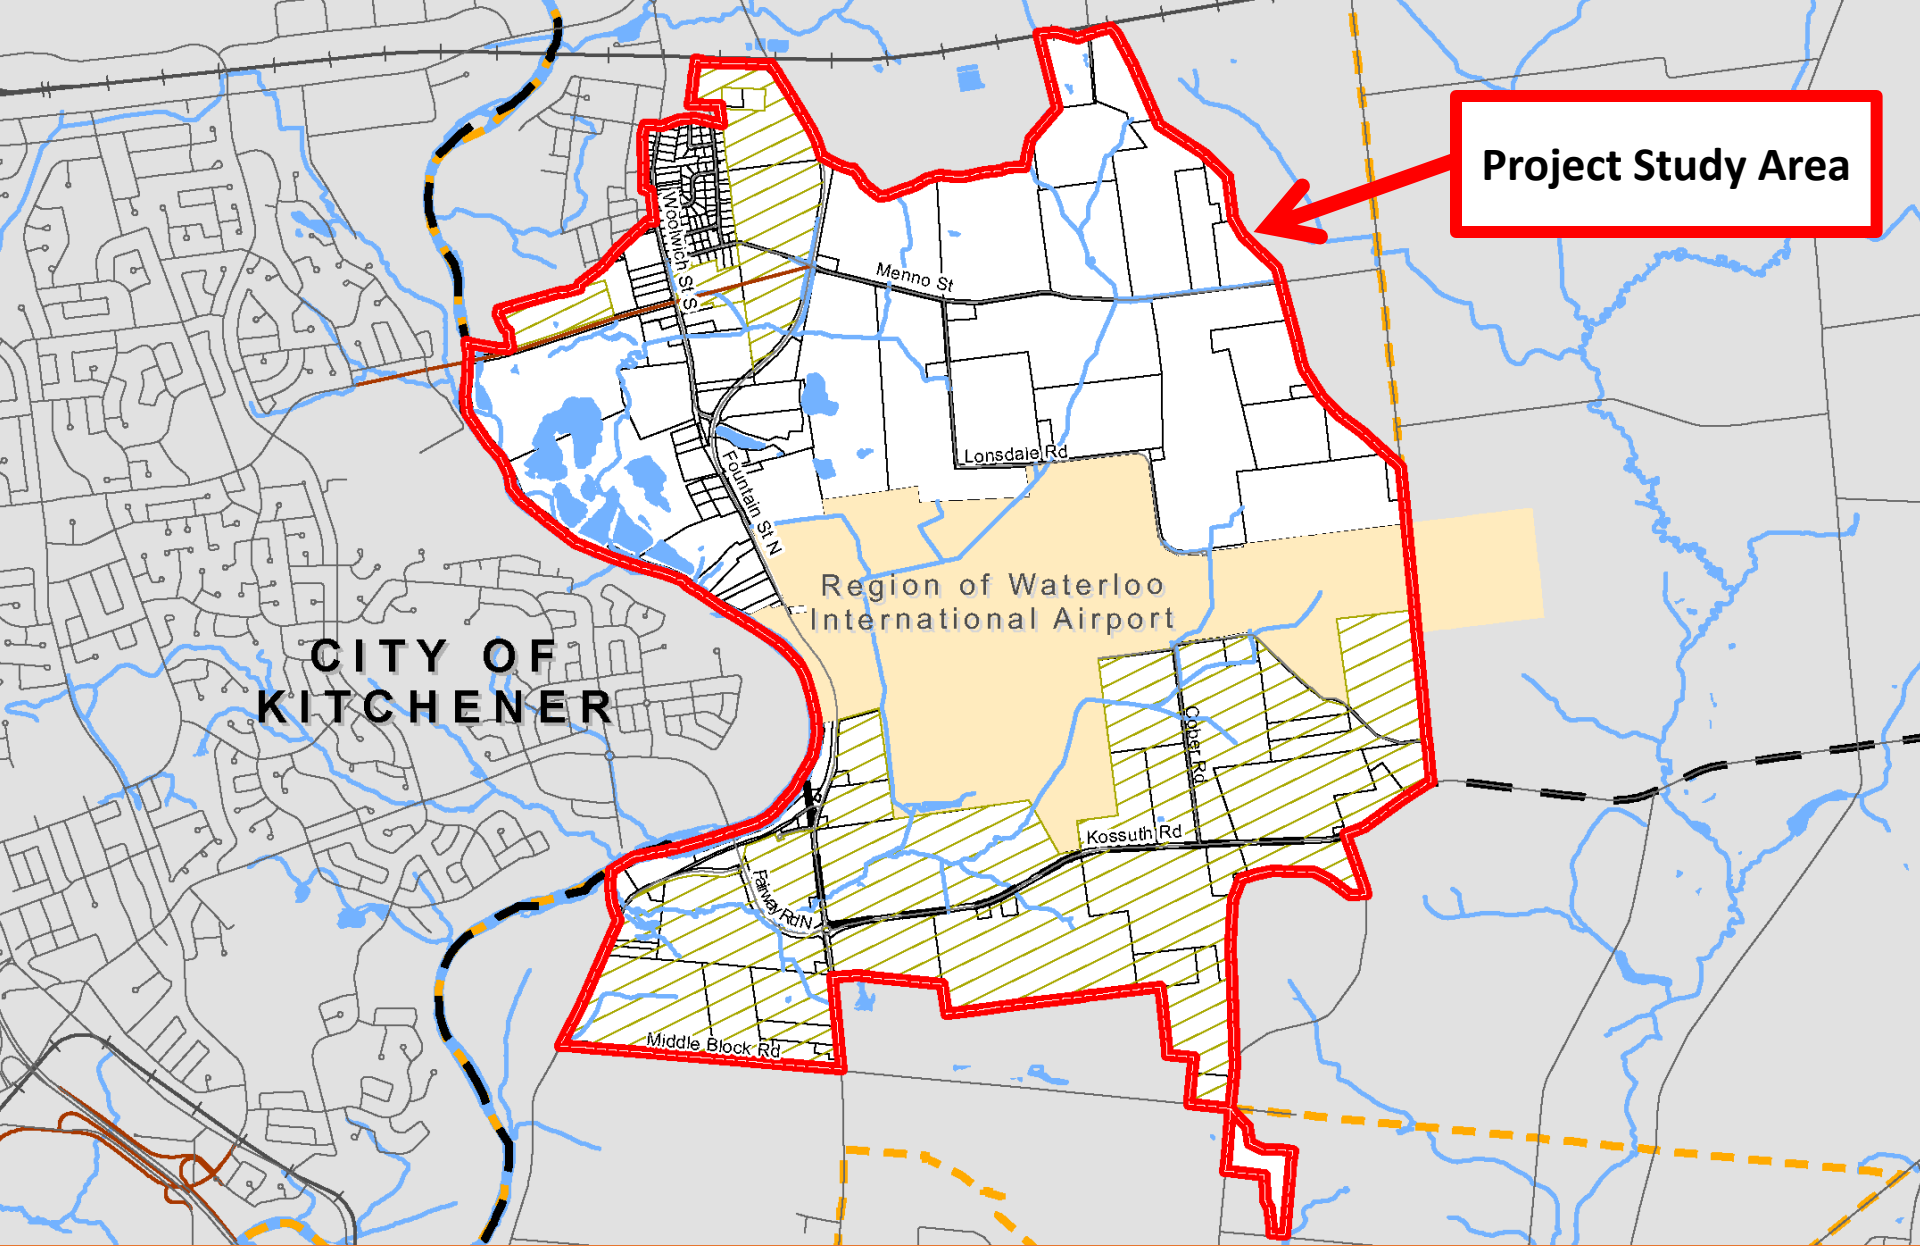 Project Study Area
Woolwich St S
Menno St
Lonsdale Rd
Fountain St N
Region of Waterloo
International Airport
CITY OF
KITCHENER
Cober Rd
Kossuth Rd
Fairway Rd N
Middle Block Rd